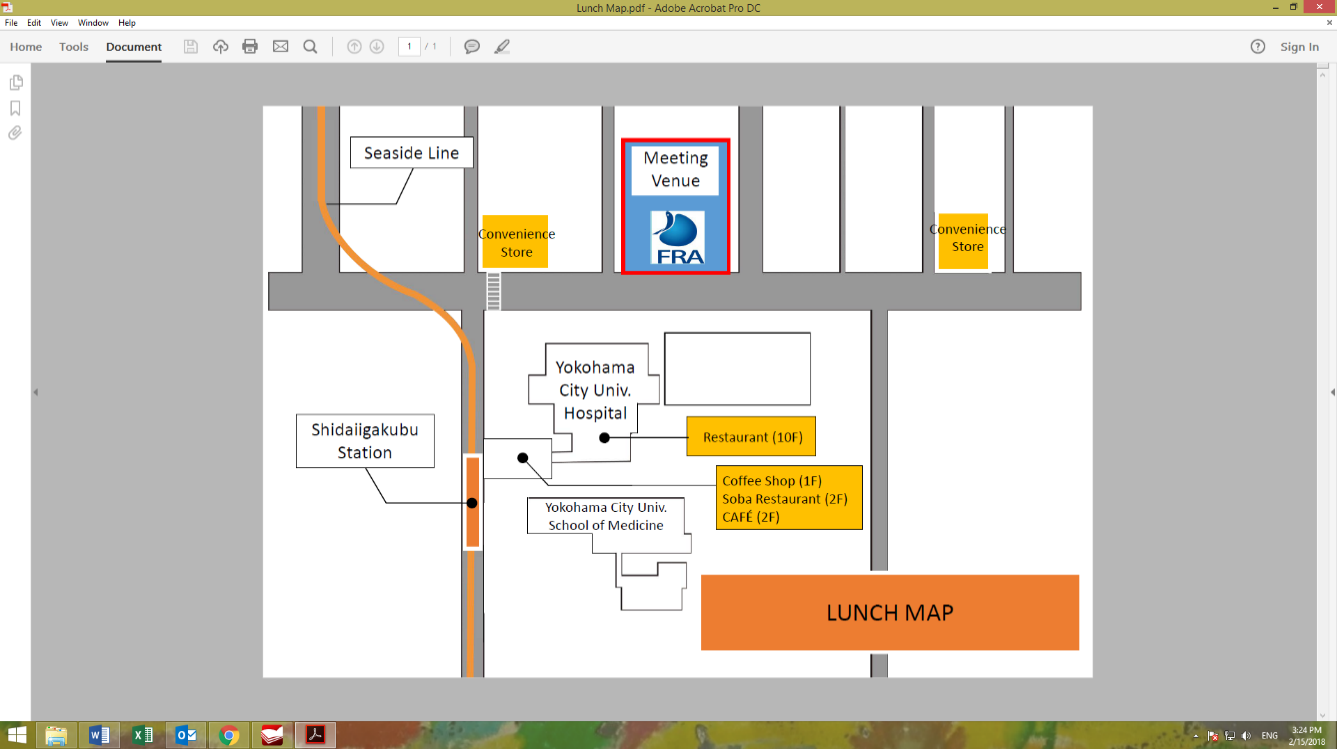 Lunch Map.pdf - Adobe Acrobat Pro DC
File Edit View Window Help
Home Tools Document 1 / 1 Sign In
Seaside Line
Meeting
Venue
FRA
Convenience
Store
Convenience
Store
Yokohama
City Univ.
Hospital
Shidaiigakubu
Station
Restaurant (10F)
Coffee Shop (1F)
Soba Restaurant (2F)
CAFÉ (2F)
Yokohama City Univ.
School of Medicine
LUNCH MAP
ENG
3:24 PM
2/15/2018